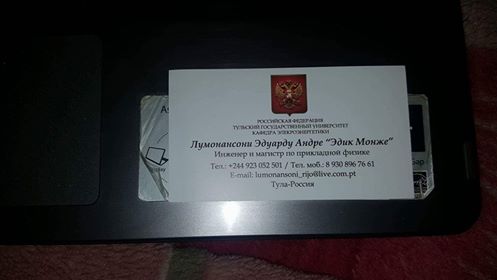 РОССИЙСКАЯ ФЕДЕРАЦИЯ
ТУЛЬСКИЙ ГОСУДАРСТВЕННЫЙ УНИВЕРСИТЕТ
КАФЕДРА ЭЛЕКРОЭНЕРГЕТИКИ
Лумонансони Эдуарду Андре "Эдик Монже"
Инженер и магистр по прикладной физике
Тел.: +244 923 052 501 / Тел. моб.: 8 930 896 76 61
E-mail: lumonansoni_rijo@live.com.pt
Тула-Россия